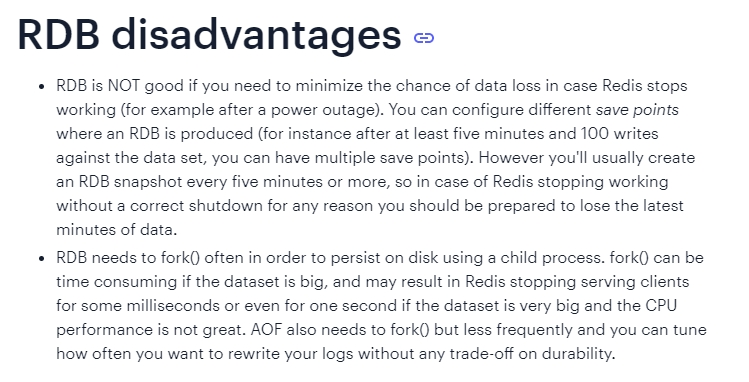 RDB disadvantages
• RDB is NOT good if you need to minimize the chance of data loss in case Redis stops
working (for example after a power outage). You can configure different save points
where an RDB is produced (for instance after at least five minutes and 100 writes
against the data set, you can have multiple save points). However you'll usually create
an RDB snapshot every five minutes or more, so in case of Redis stopping working
without a correct shutdown for any reason you should be prepared to lose the latest
minutes of data.
• RDB needs to fork() often in order to persist on disk using a child process. fork() can be
time consuming if the dataset is big, and may result in Redis stopping serving clients
for some milliseconds or even for one second if the dataset is very big and the CPU
performance is not great. AOF also needs to fork() but less frequently and you can tune
how often you want to rewrite your logs without any trade-off on durability.